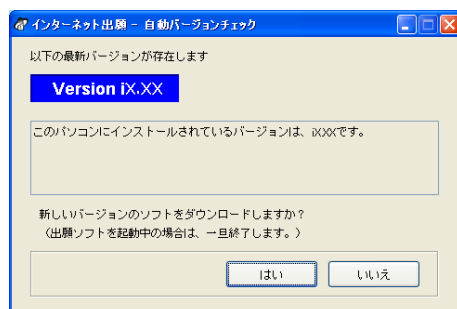 インターネット出願 - 自動バージョンチェック
以下の最新バージョンが存在します
Version iX.XX
このパソコンにインストールされているバージョンは、iXXXです。
新しいバージョンのソフトをダウンロードしますか？
（出願ソフトを起動中の場合は、一旦終了します。）
はい
いいえ